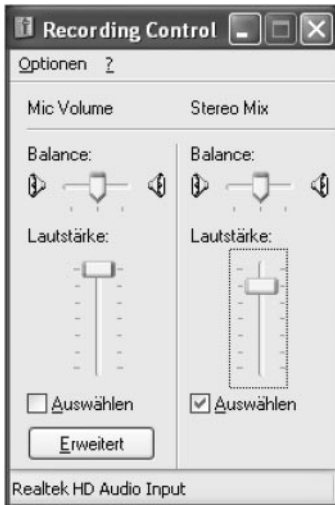 Recording Control
Optionen ?
Mic Volume Stereo Mix
Balance: Balance:
Lautstärke: Lautstärke:
Auswählen Auswählen
Erweitert
Realtek HD Audio Input